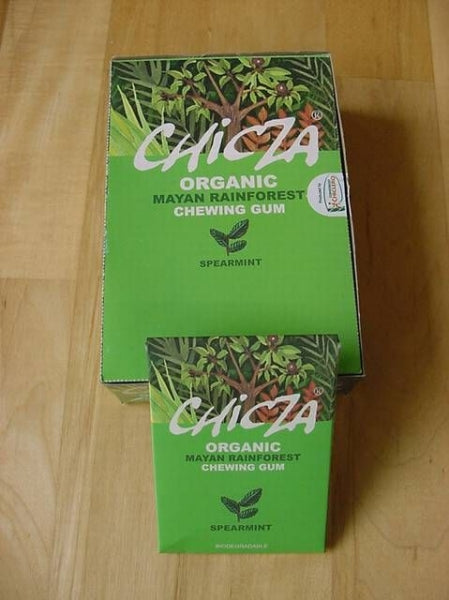 CHiCZA®
ORGANIC
MAYAN RAINFOREST
CHEWING GUM
SPEARMINT
CHiCZA®
ORGANIC
MAYAN RAINFOREST
CHEWING GUM
SPEARMINT
BIODEGRADABLE